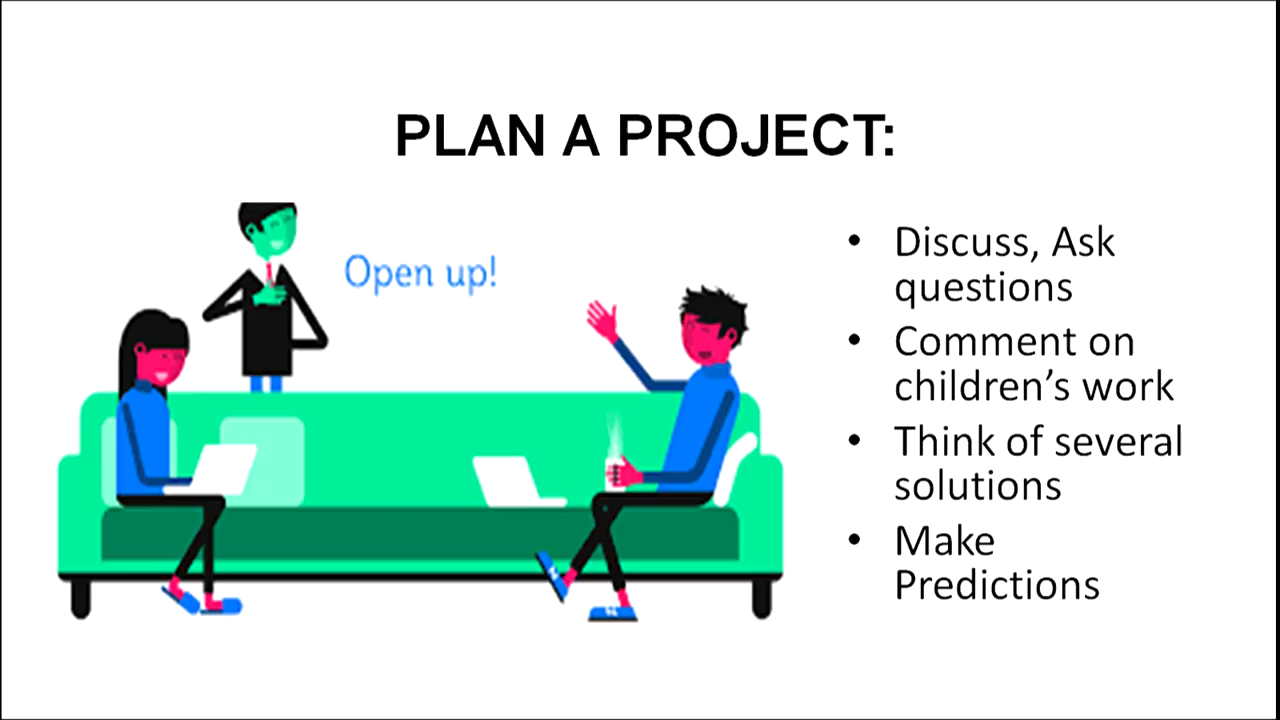 PLAN A PROJECT:
Open up!
• Discuss, Ask
questions
• Comment on
children’s work
• Think of several
solutions
• Make
Predictions